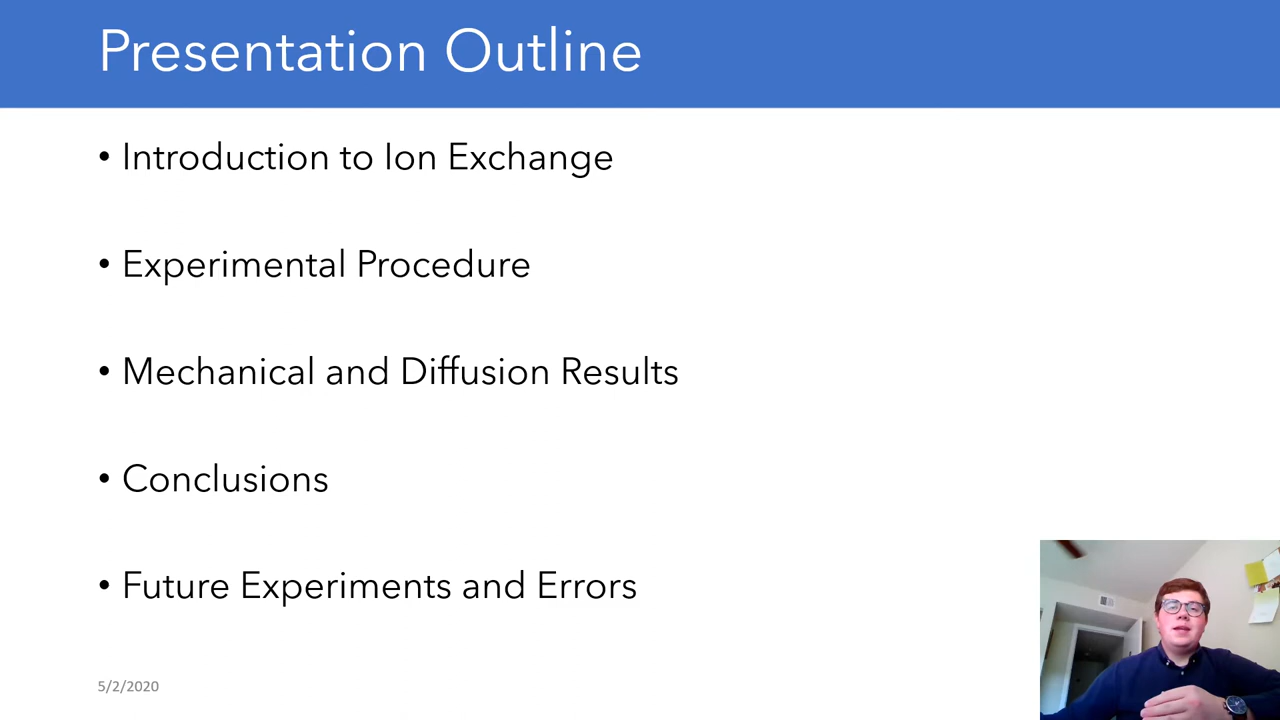 Presentation Outline
• Introduction to Ion Exchange
• Experimental Procedure
• Mechanical and Diffusion Results
• Conclusions
• Future Experiments and Errors
5/2/2020